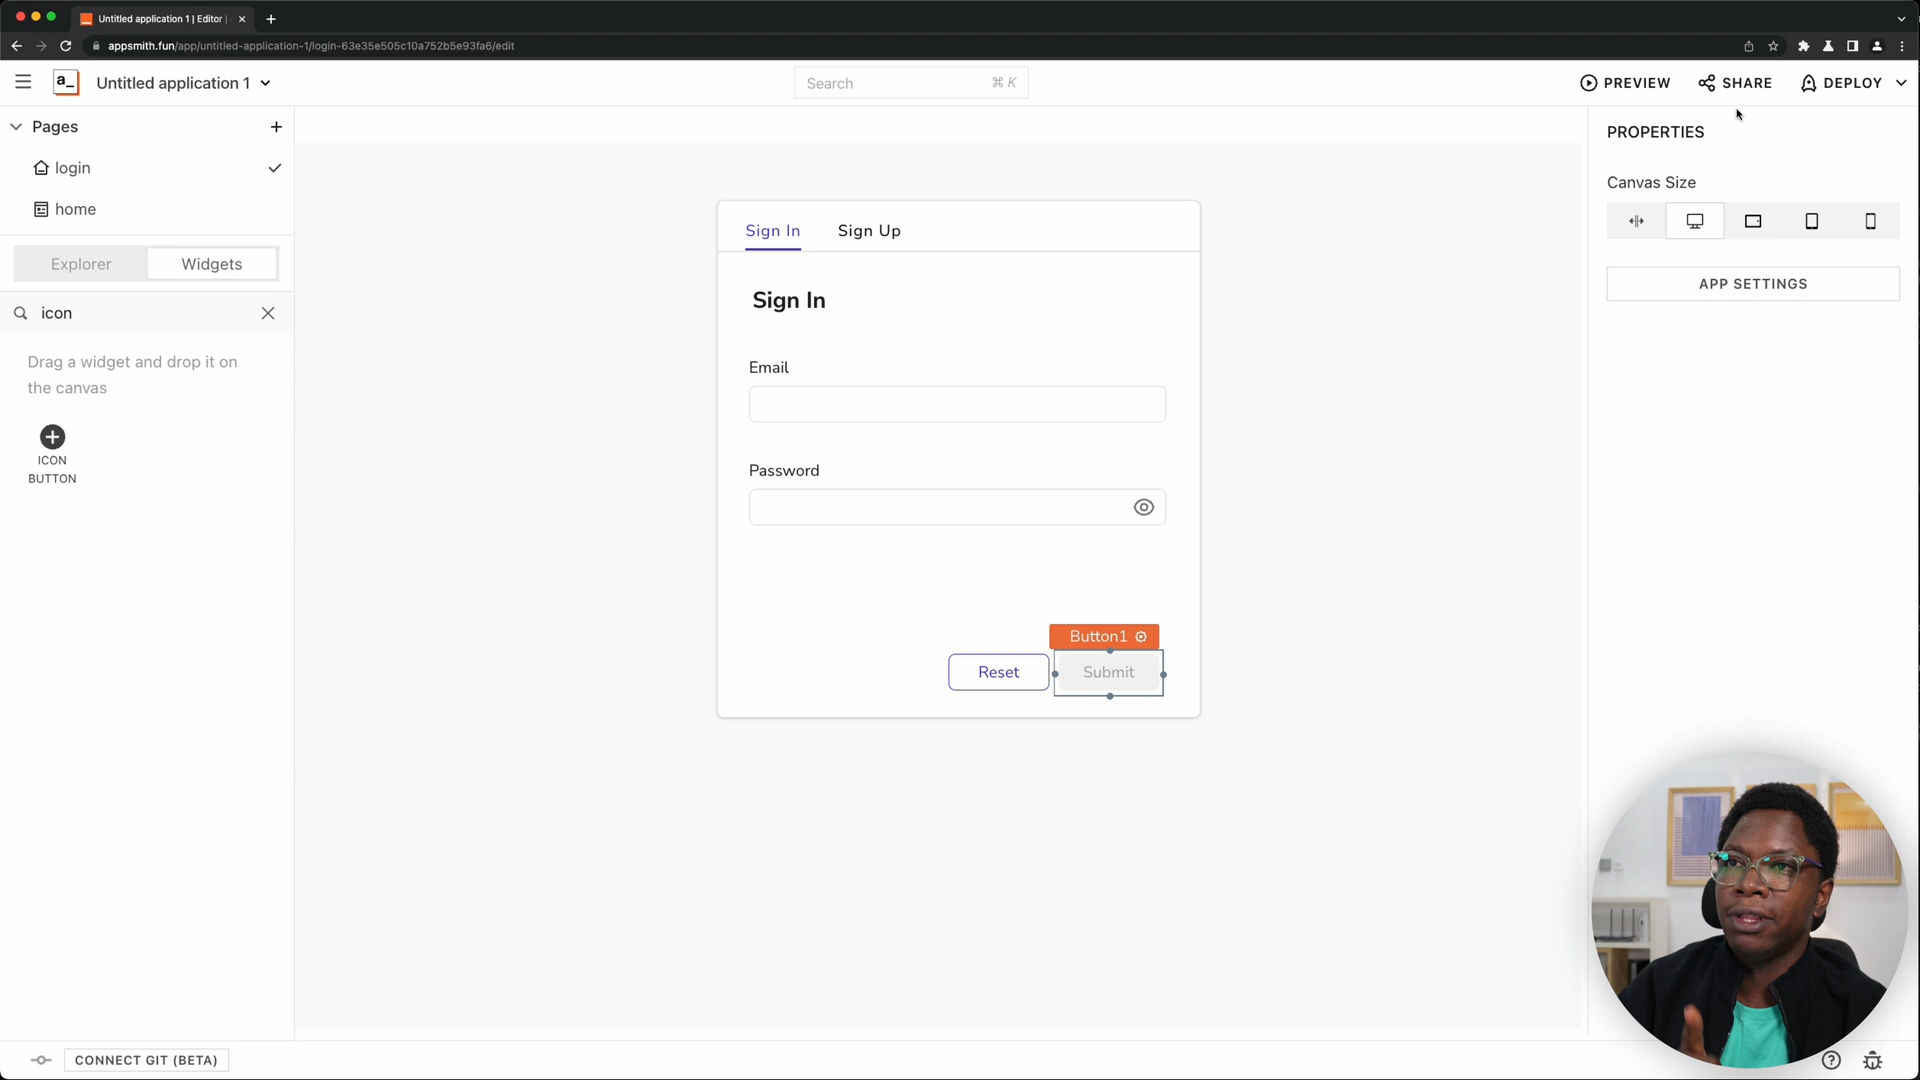 Untitled application 1 | Editor |
appsmith.fun/app/untitled-application-1/login-63e35e505c10a752b5e93fa6/edit
a_
Untitled application 1
Search ⌘ K
PREVIEW
SHARE
DEPLOY
Pages
login
home
Explorer
Widgets
icon
Drag a widget and drop it on
the canvas
ICON
BUTTON
Sign In
Sign Up
Sign In
Email
Password
Button1
Reset
Submit
PROPERTIES
Canvas Size
APP SETTINGS
CONNECT GIT (BETA)